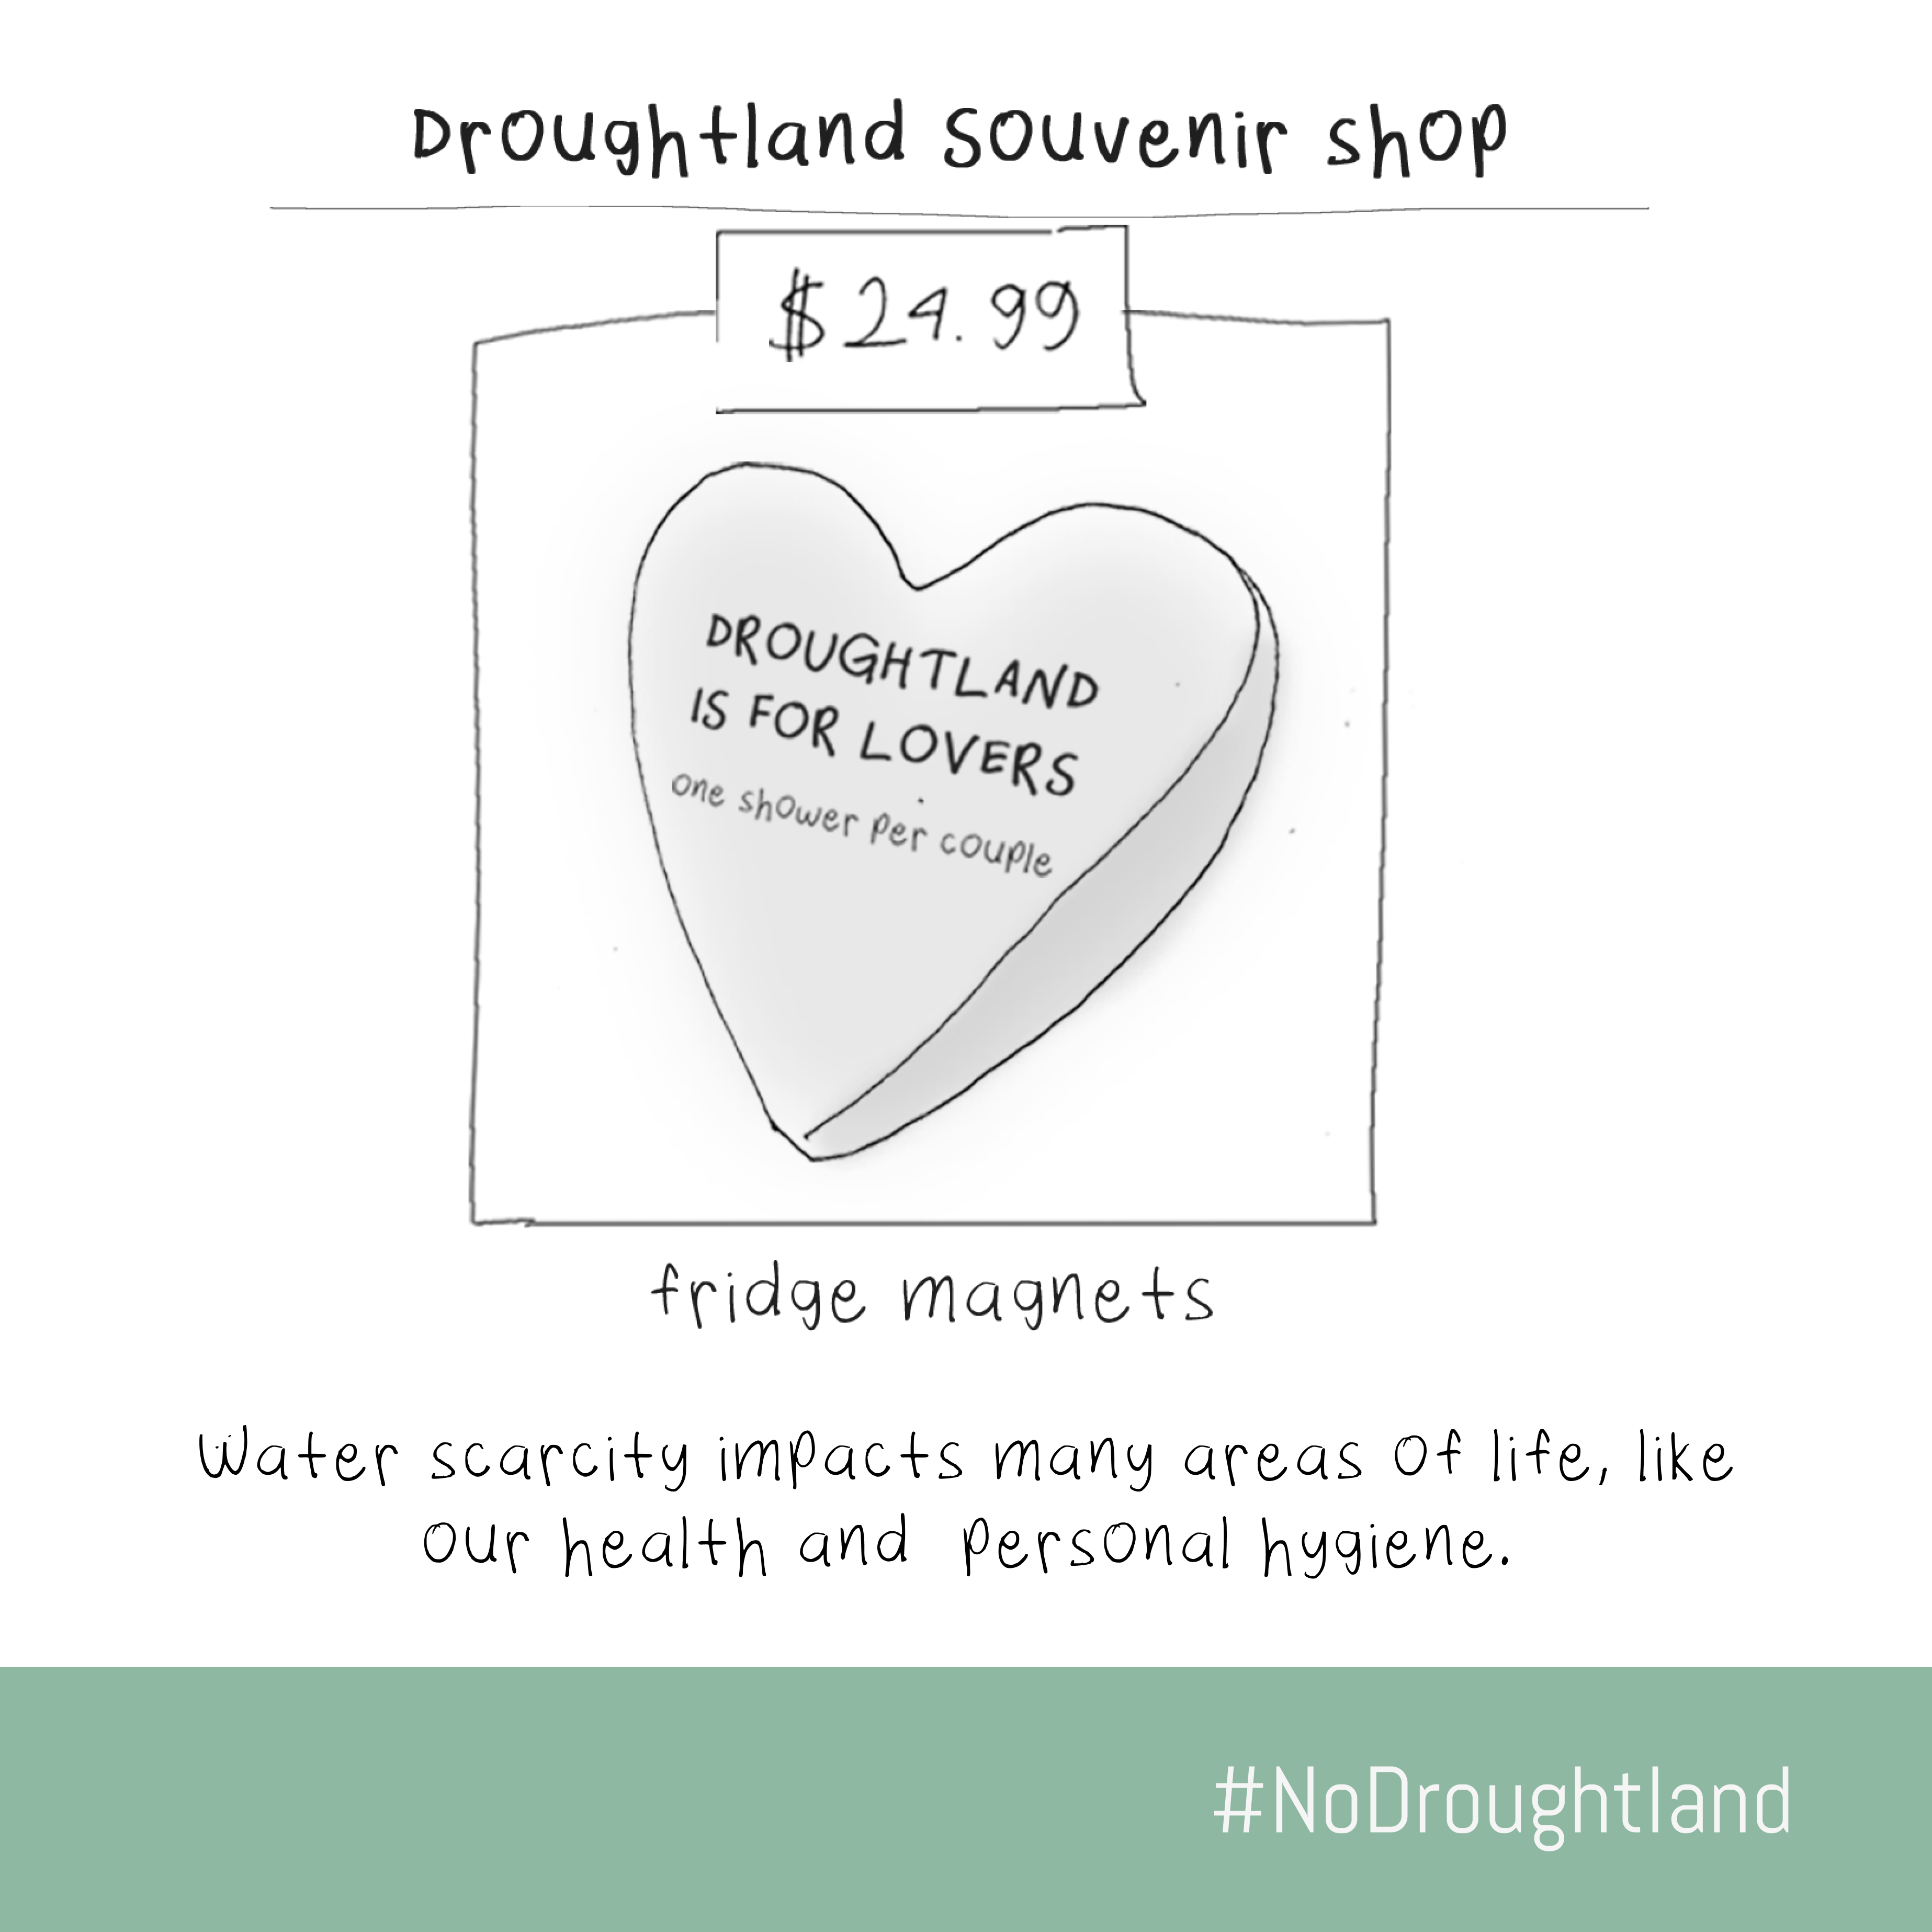 Droughtland souvenir shop
$24.99
DROUGHTLAND
IS FOR LOVERS
one shower per couple
fridge magnets
Water scarcity impacts many areas of life, like
our health and personal hygiene.
#NoDroughtland